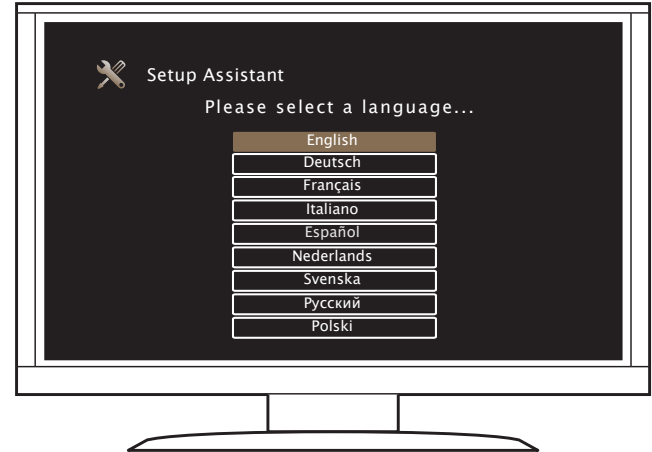 Setup Assistant
Please select a language...
English
Deutsch
Français
Italiano
Español
Nederlands
Svenska
Русский
Polski